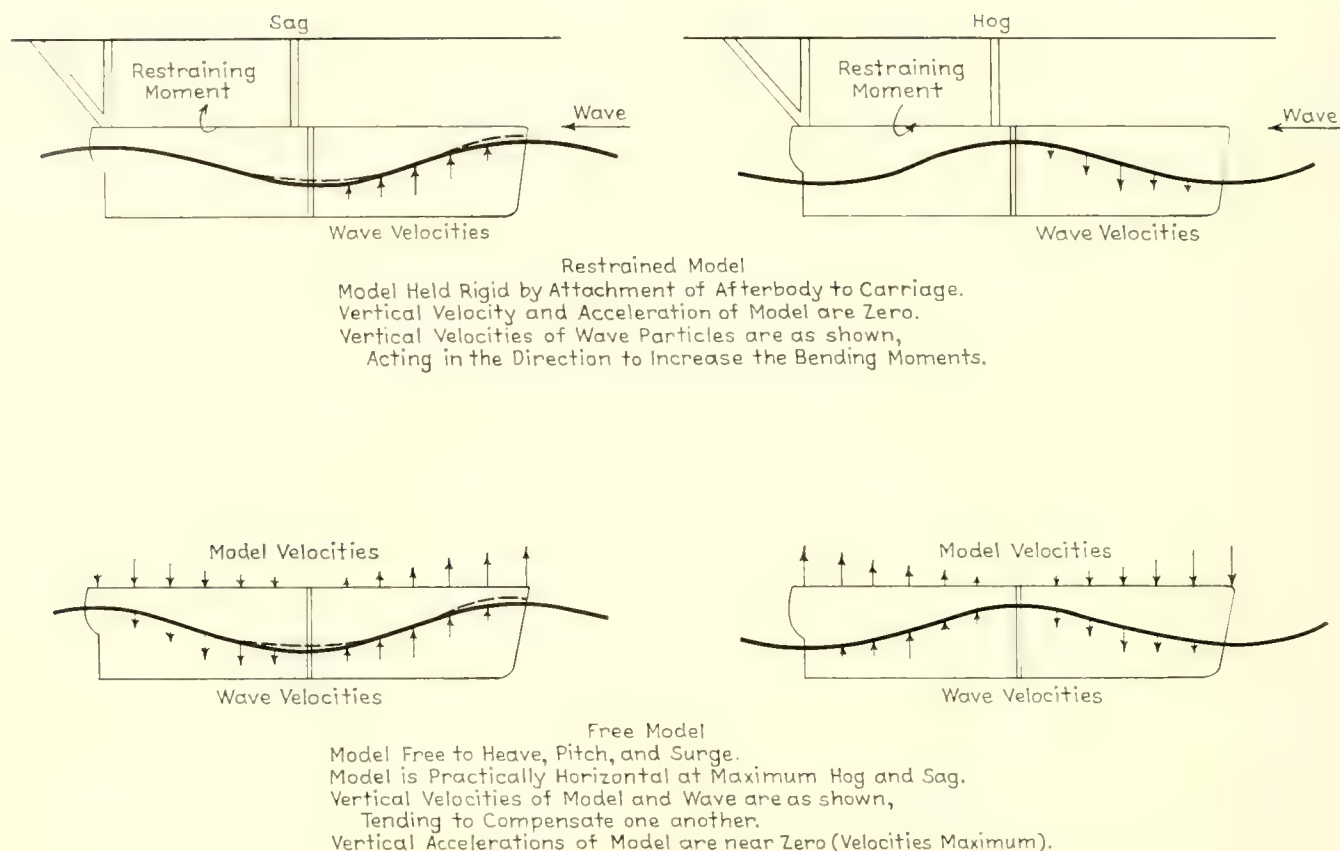 Sag
Hog
Restraining
Moment
Wave
Restraining
Moment
Wave
Wave Velocities
Wave Velocities
Restrained Model
Model Held Rigid by Attachment of Afterbody to Carriage.
Vertical Velocity and Acceleration of Model are Zero.
Vertical Velocities of Wave Particles are as shown,
Acting in the Direction to Increase the Bending Moments.
Model Velocities
Model Velocities
Wave Velocities
Wave Velocities
Free Model
Model Free to Heave, Pitch, and Surge.
Model is Practically Horizontal at Maximum Hog and Sag.
Vertical Velocities of Model and Wave are as shown,
Tending to Compensate one another.
Vertical Accelerations of Model are near Zero (Velocities Maximum).